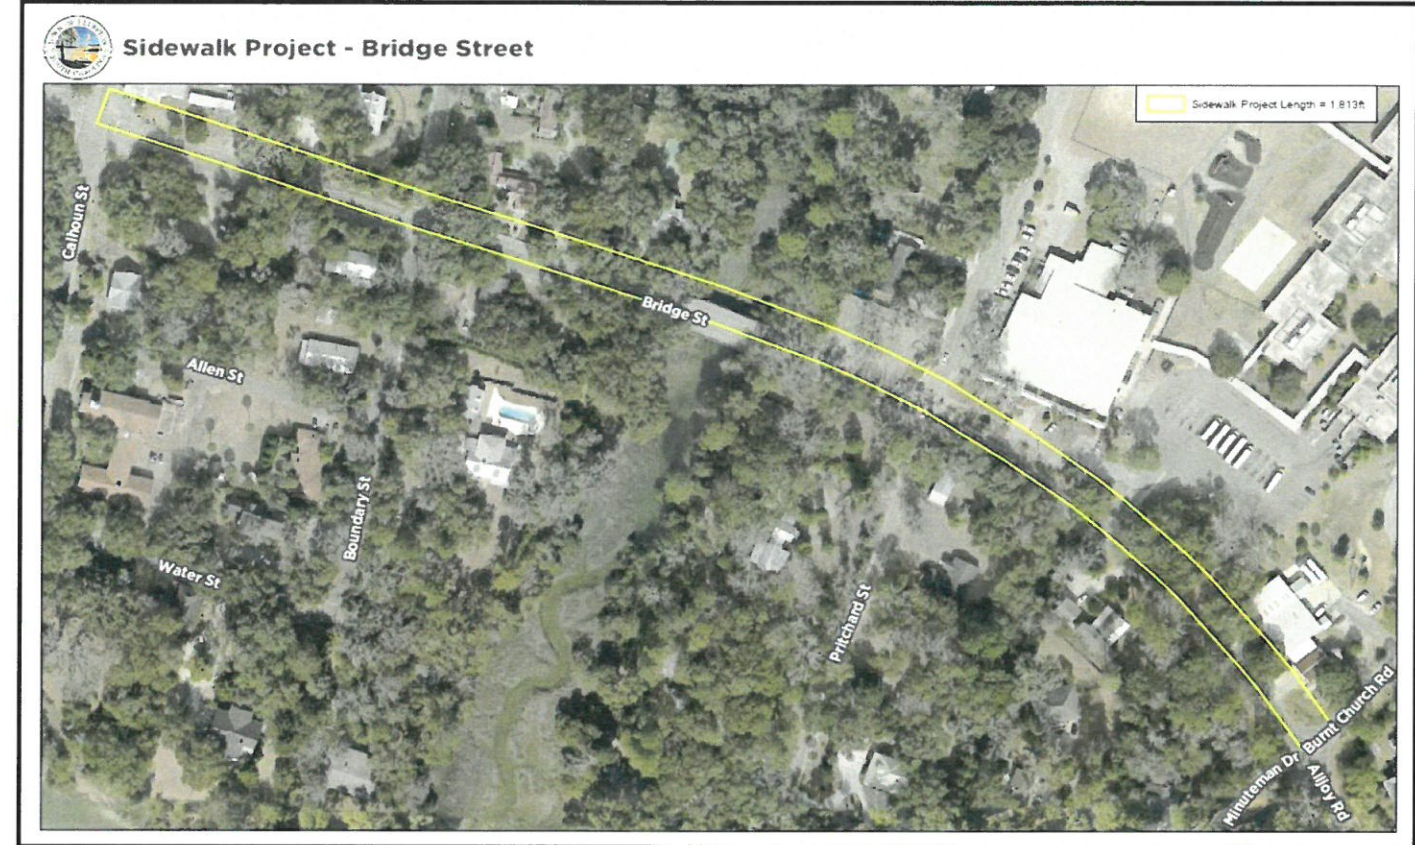 Sidewalk Project - Bridge Street
Sidewalk Project Length = 1,813ft
Calhoun St
Bridge St
Allen St
Boundary St
Water St
Pritchard St
Burnt Church Rd
Minuteman Dr
Alljoy Rd